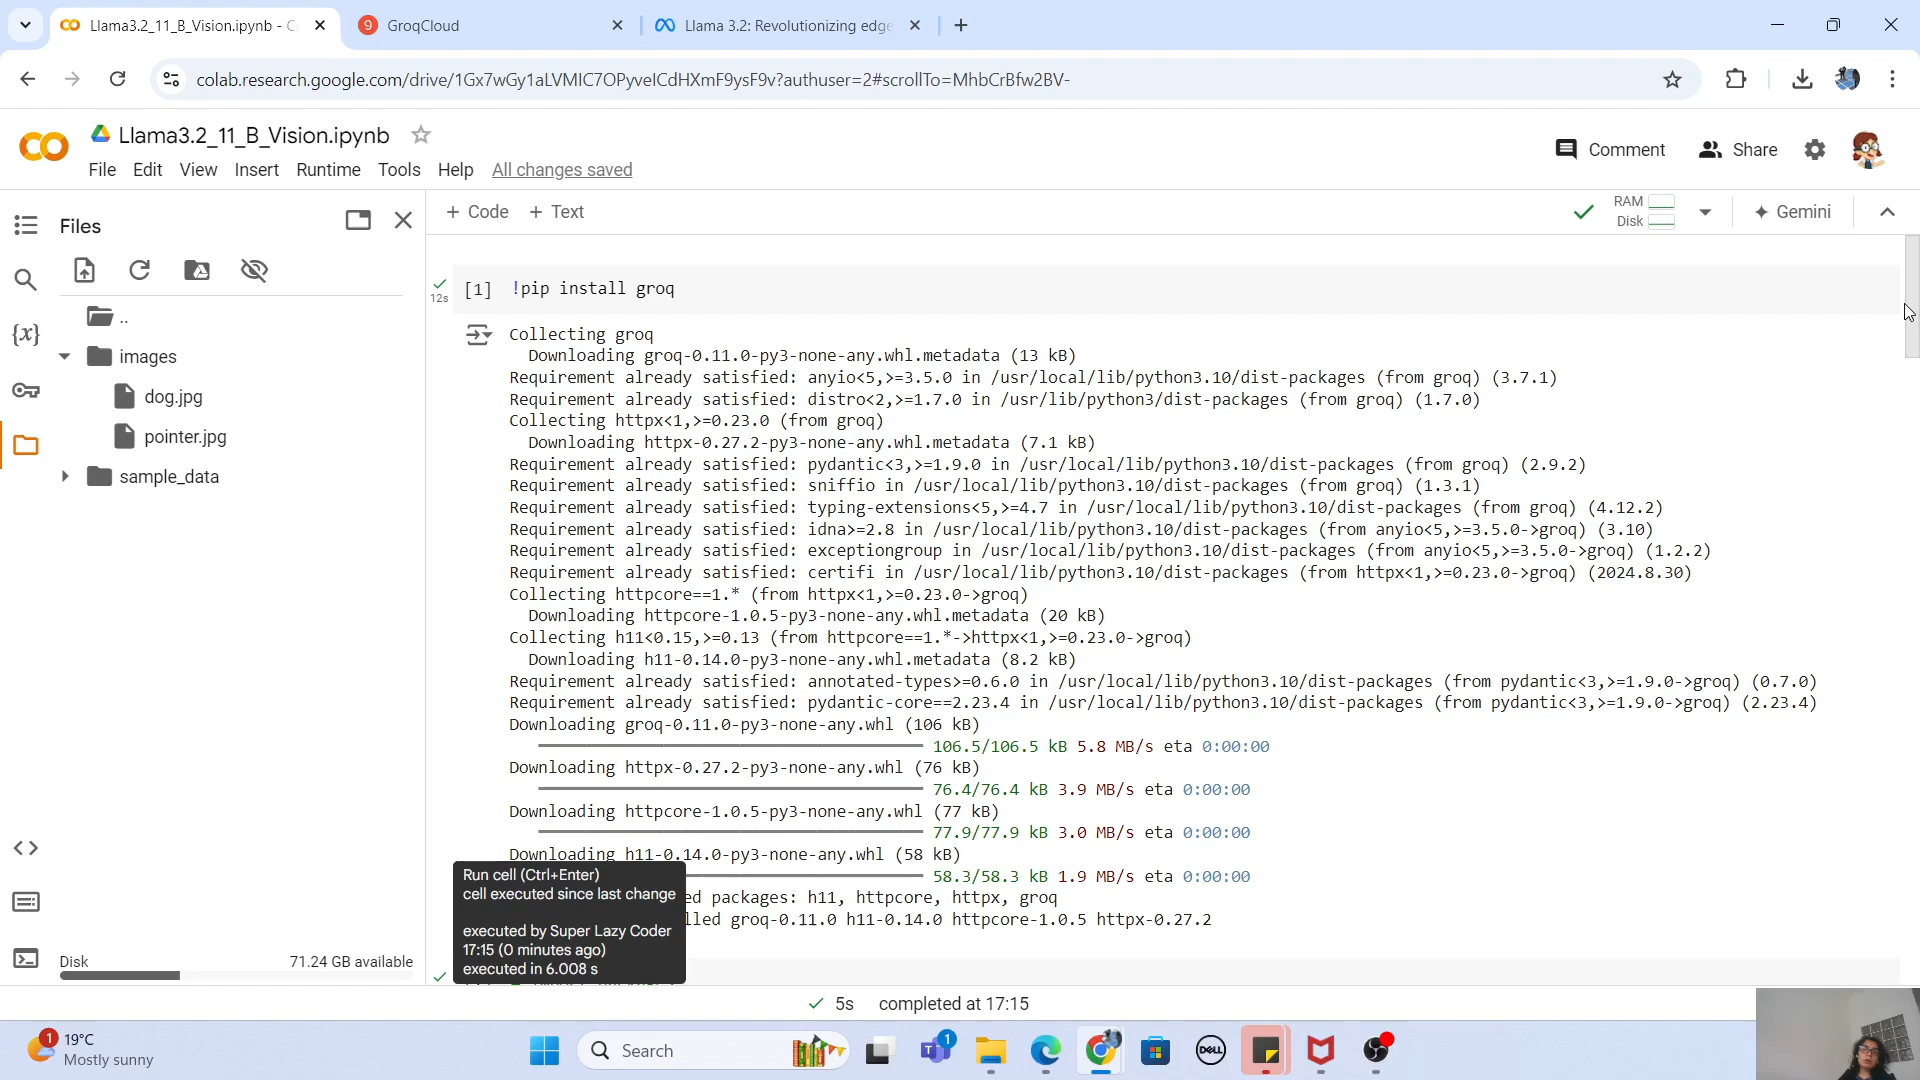 Llama3.2_11_B_Vision.ipynb - C
9
GroqCloud
Llama 3.2: Revolutionizing edge
colab.research.google.com/drive/1Gx7wGy1aLVMIC7OPyveICdHXmF9ysF9v?authuser=2#scrollTo=MhbCrBfw2BV-
Llama3.2_11_B_Vision.ipynb
Comment
Share
File Edit View Insert Runtime Tools Help All changes saved
Files
+ Code + Text
RAM
Disk
Gemini
..
images
dog.jpg
pointer.jpg
sample_data
{x}
12s
[1] !pip install groq
Collecting groq
Downloading groq-0.11.0-py3-none-any.whl.metadata (13 kB)
Requirement already satisfied: anyio<5,>=3.5.0 in /usr/local/lib/python3.10/dist-packages (from groq) (3.7.1)
Requirement already satisfied: distro<2,>=1.7.0 in /usr/lib/python3/dist-packages (from groq) (1.7.0)
Collecting httpx<1,>=0.23.0 (from groq)
Downloading httpx-0.27.2-py3-none-any.whl.metadata (7.1 kB)
Requirement already satisfied: pydantic<3,>=1.9.0 in /usr/local/lib/python3.10/dist-packages (from groq) (2.9.2)
Requirement already satisfied: sniffio in /usr/local/lib/python3.10/dist-packages (from groq) (1.3.1)
Requirement already satisfied: typing-extensions<5,>=4.7 in /usr/local/lib/python3.10/dist-packages (from groq) (4.12.2)
Requirement already satisfied: idna>=2.8 in /usr/local/lib/python3.10/dist-packages (from anyio<5,>=3.5.0->groq) (3.10)
Requirement already satisfied: exceptiongroup in /usr/local/lib/python3.10/dist-packages (from anyio<5,>=3.5.0->groq) (1.2.2)
Requirement already satisfied: certifi in /usr/local/lib/python3.10/dist-packages (from httpx<1,>=0.23.0->groq) (2024.8.30)
Collecting httpcore==1.* (from httpx<1,>=0.23.0->groq)
Downloading httpcore-1.0.5-py3-none-any.whl.metadata (20 kB)
Collecting h11<0.15,>=0.13 (from httpcore==1.*->httpx<1,>=0.23.0->groq)
Downloading h11-0.14.0-py3-none-any.whl.metadata (8.2 kB)
Requirement already satisfied: annotated-types>=0.6.0 in /usr/local/lib/python3.10/dist-packages (from pydantic<3,>=1.9.0->groq) (0.7.0)
Requirement already satisfied: pydantic-core==2.23.4 in /usr/local/lib/python3.10/dist-packages (from pydantic<3,>=1.9.0->groq) (2.23.4)
Downloading groq-0.11.0-py3-none-any.whl (106 kB)
106.5/106.5 kB 5.8 MB/s eta 0:00:00
Downloading httpx-0.27.2-py3-none-any.whl (76 kB)
76.4/76.4 kB 3.9 MB/s eta 0:00:00
Downloading httpcore-1.0.5-py3-none-any.whl (77 kB)
77.9/77.9 kB 3.0 MB/s eta 0:00:00
Downloading h11-0.14.0-py3-none-any.whl (58 kB)
58.3/58.3 kB 1.9 MB/s eta 0:00:00
ed packages: h11, httpcore, httpx, groq
lled groq-0.11.0 h11-0.14.0 httpcore-1.0.5 httpx-0.27.2
Run cell (Ctrl+Enter)
cell executed since last change
executed by Super Lazy Coder
17:15 (0 minutes ago)
executed in 6.008 s
Disk 71.24 GB available
5s completed at 17:15
1
19°C
Mostly sunny
Search
1
DELL